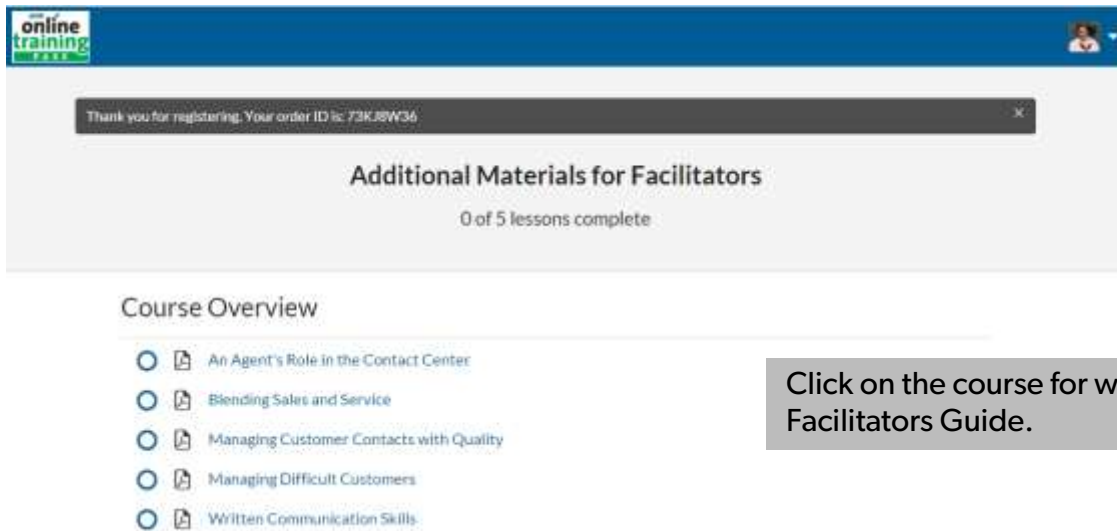 online
training
PASS
Thank you for registering. Your order ID is: 73KJ8W36
×
Additional Materials for Facilitators
0 of 5 lessons complete
Course Overview
An Agent's Role in the Contact Center
Blending Sales and Service
Click on the course for w
Facilitators Guide.
Managing Customer Contacts with Quality
Managing Difficult Customers
Written Communication Skills